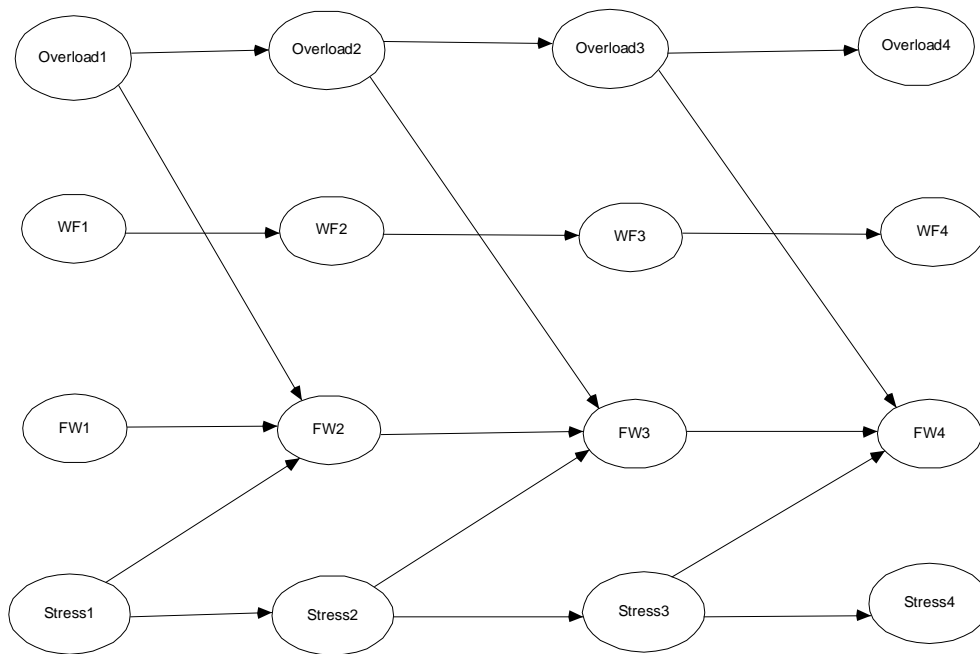 Overload1
Overload2
Overload3
Overload4
WF1
WF2
WF3
WF4
FW1
FW2
FW3
FW4
Stress1
Stress2
Stress3
Stress4